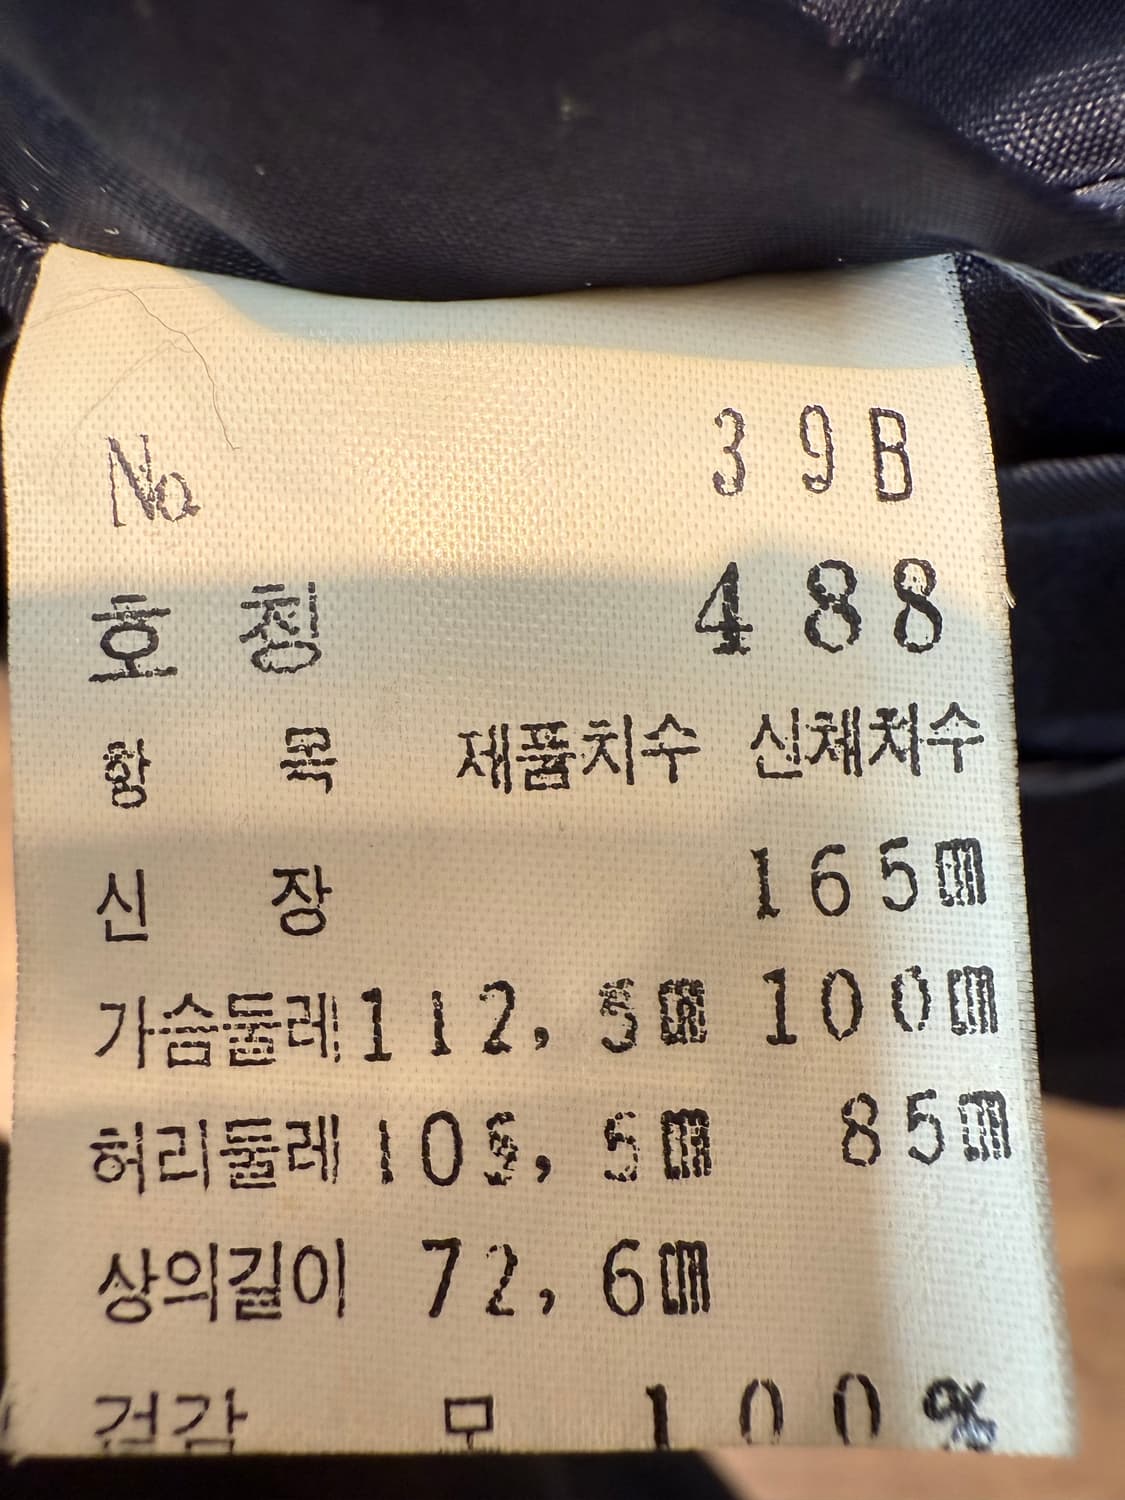 No. 39B
호칭 488
항목 제품치수 신체치수
신장 165㎝
가슴둘레 112.5㎝ 100㎝
허리둘레 105.5㎝ 85㎝
상의길이 72.6㎝
겉감 모 100%